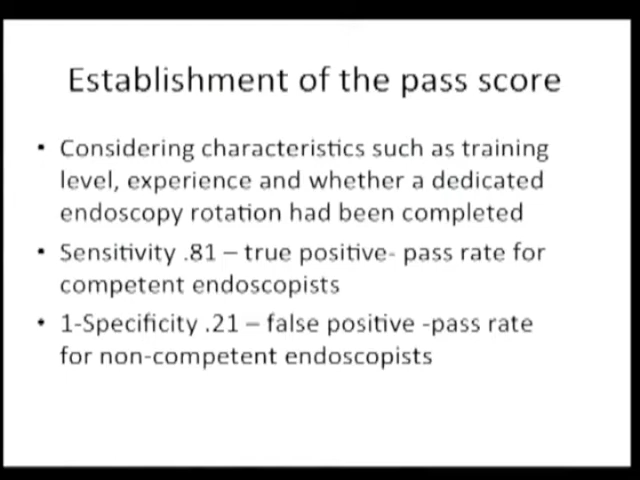 Establishment of the pass score
• Considering characteristics such as training
level, experience and whether a dedicated
endoscopy rotation had been completed
• Sensitivity .81 – true positive- pass rate for
competent endoscopists
• 1-Specificity .21 – false positive -pass rate
for non-competent endoscopists